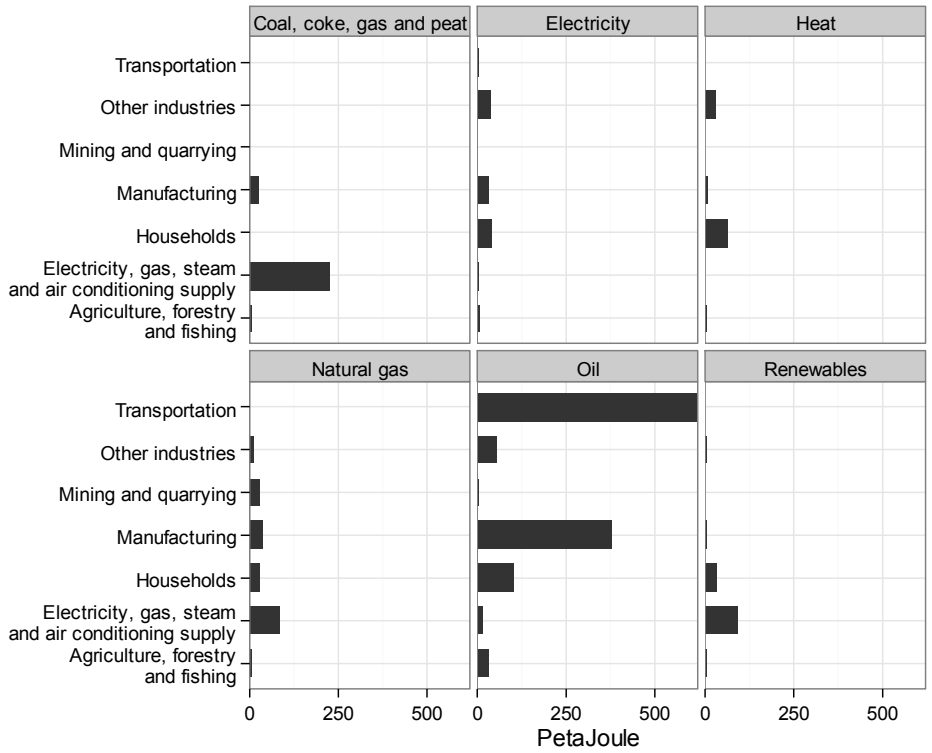 Coal, coke, gas and peat
Electricity
Heat
Transportation
Other industries
Mining and quarrying
Manufacturing
Households
Electricity, gas, steam
and air conditioning supply
Agriculture, forestry
and fishing
Natural gas
Oil
Renewables
Transportation
Other industries
Mining and quarrying
Manufacturing
Households
Electricity, gas, steam
and air conditioning supply
Agriculture, forestry
and fishing
0 250 500 0 250 500 0 250 500
PetaJoule